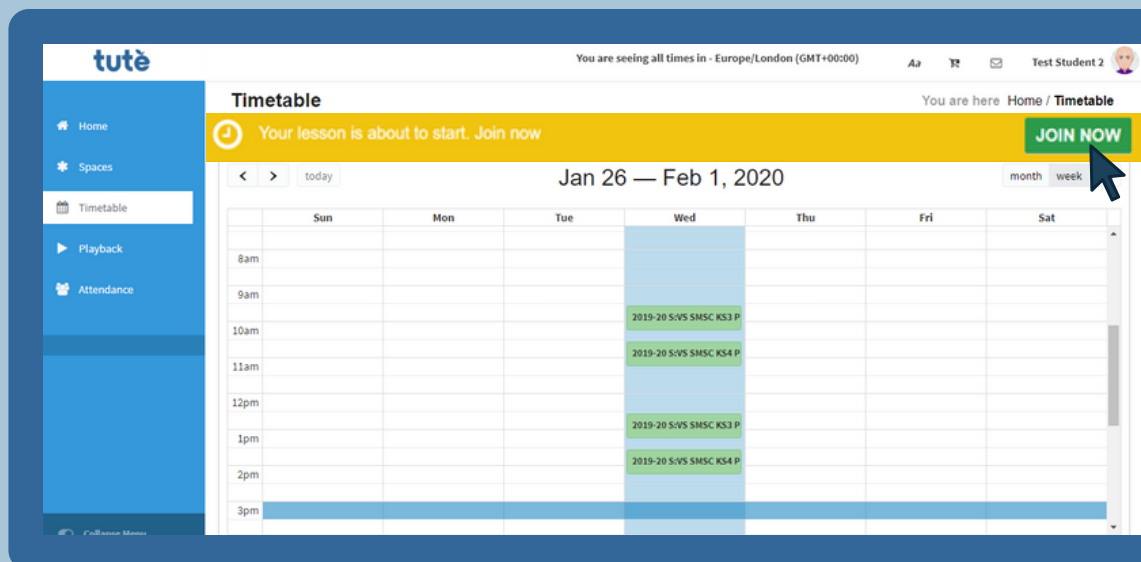 tutè
You are seeing all times in - Europe/London (GMT+00:00)
Aa
Test Student 2
Timetable
You are here Home / Timetable
Home
Your lesson is about to start. Join now
JOIN NOW
Spaces
today
Jan 26 — Feb 1, 2020
month week
Timetable
Sun Mon Tue Wed Thu Fri Sat
Playback
8am
Attendance
9am
2019-20 S:VS SMSC KS3 P
10am
2019-20 S:VS SMSC KS4 P
11am
12pm
2019-20 S:VS SMSC KS3 P
1pm
2019-20 S:VS SMSC KS4 P
2pm
3pm
Collapse Menu